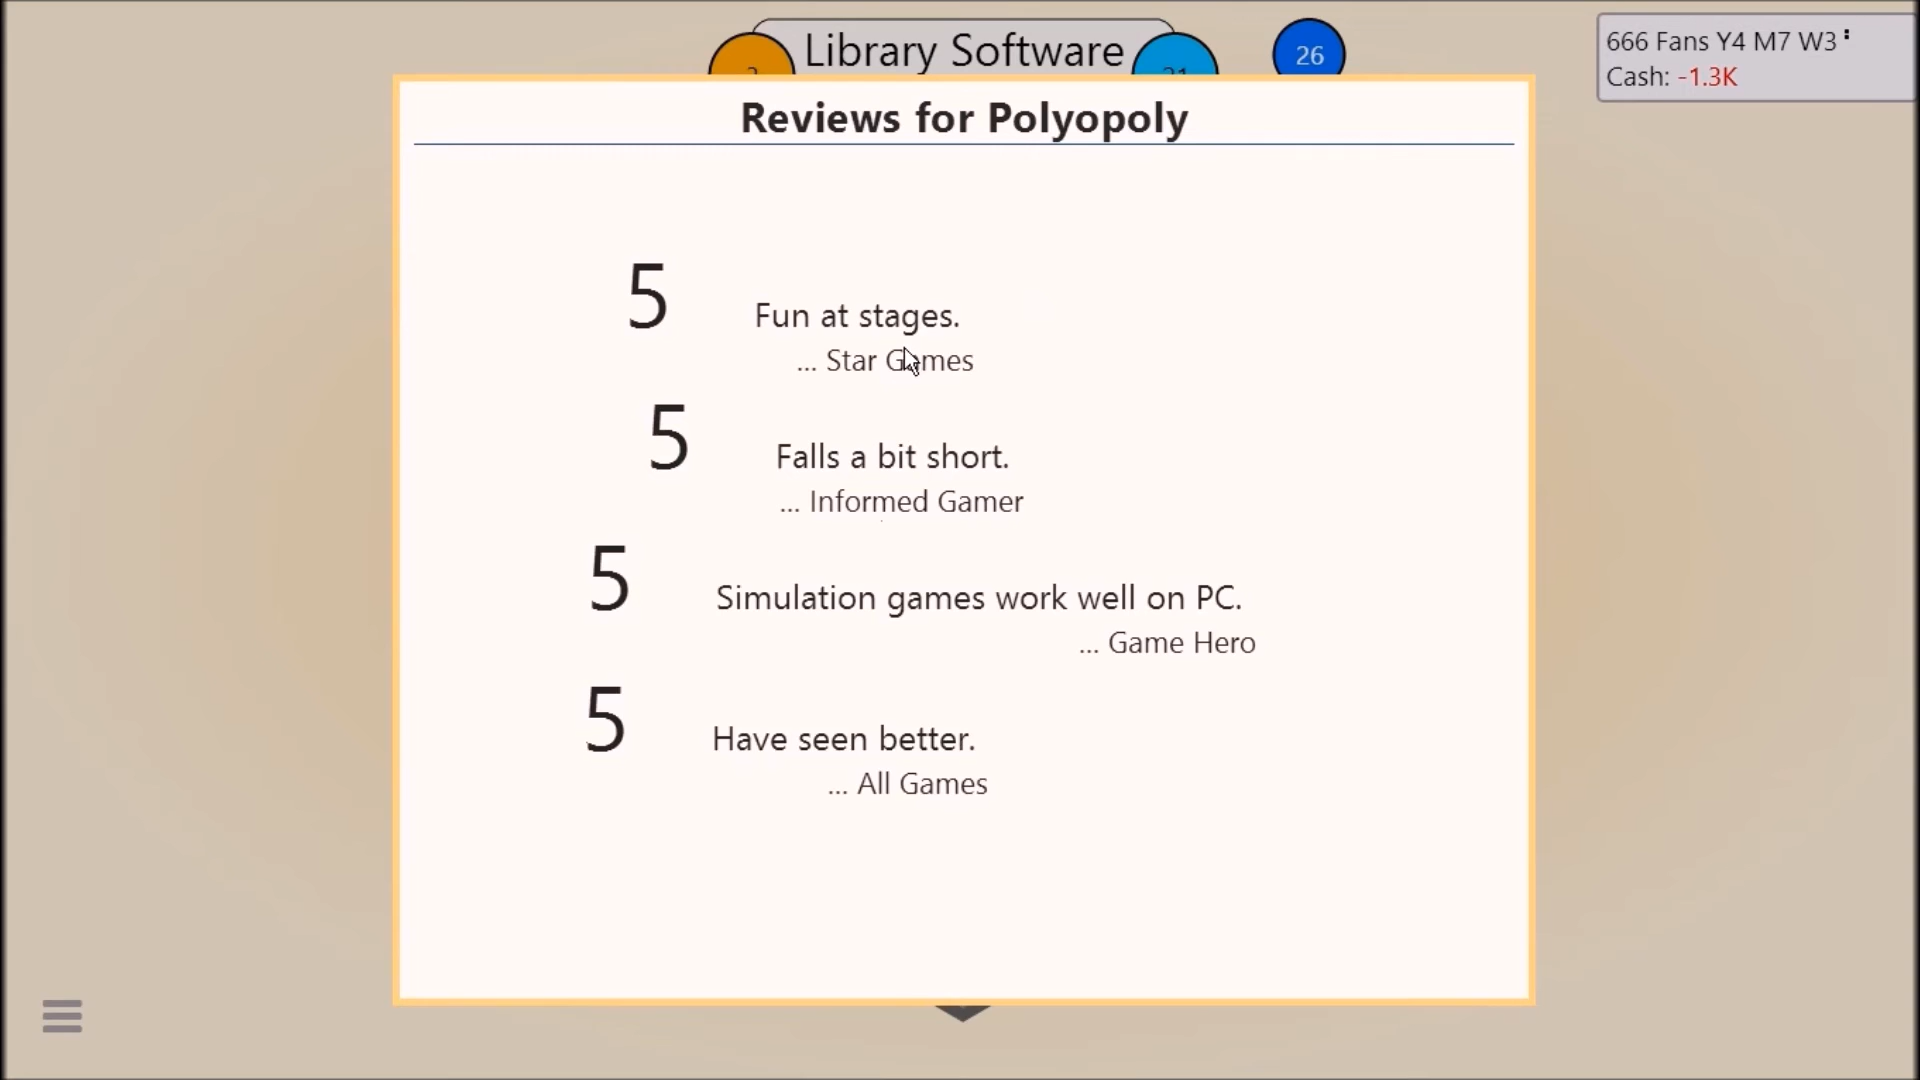 Library Software
26
666 Fans Y4 M7 W3
Cash: -1.3K
Reviews for Polyopoly
5
Fun at stages.
... Star Games
5
Falls a bit short.
... Informed Gamer
5
Simulation games work well on PC.
... Game Hero
5
Have seen better.
... All Games